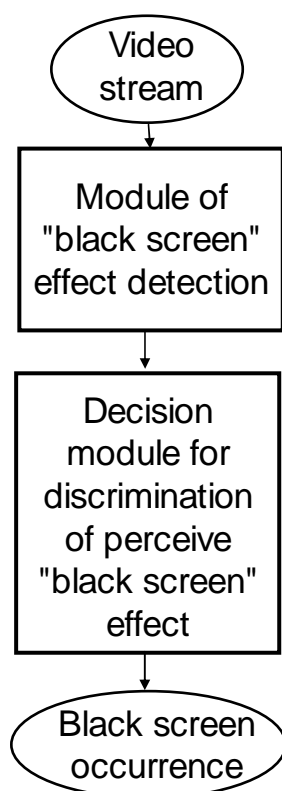 Video
stream
Module of
"black screen"
effect detection
Decision
module for
discrimination
of perceive
"black screen"
effect
Black screen
occurrence